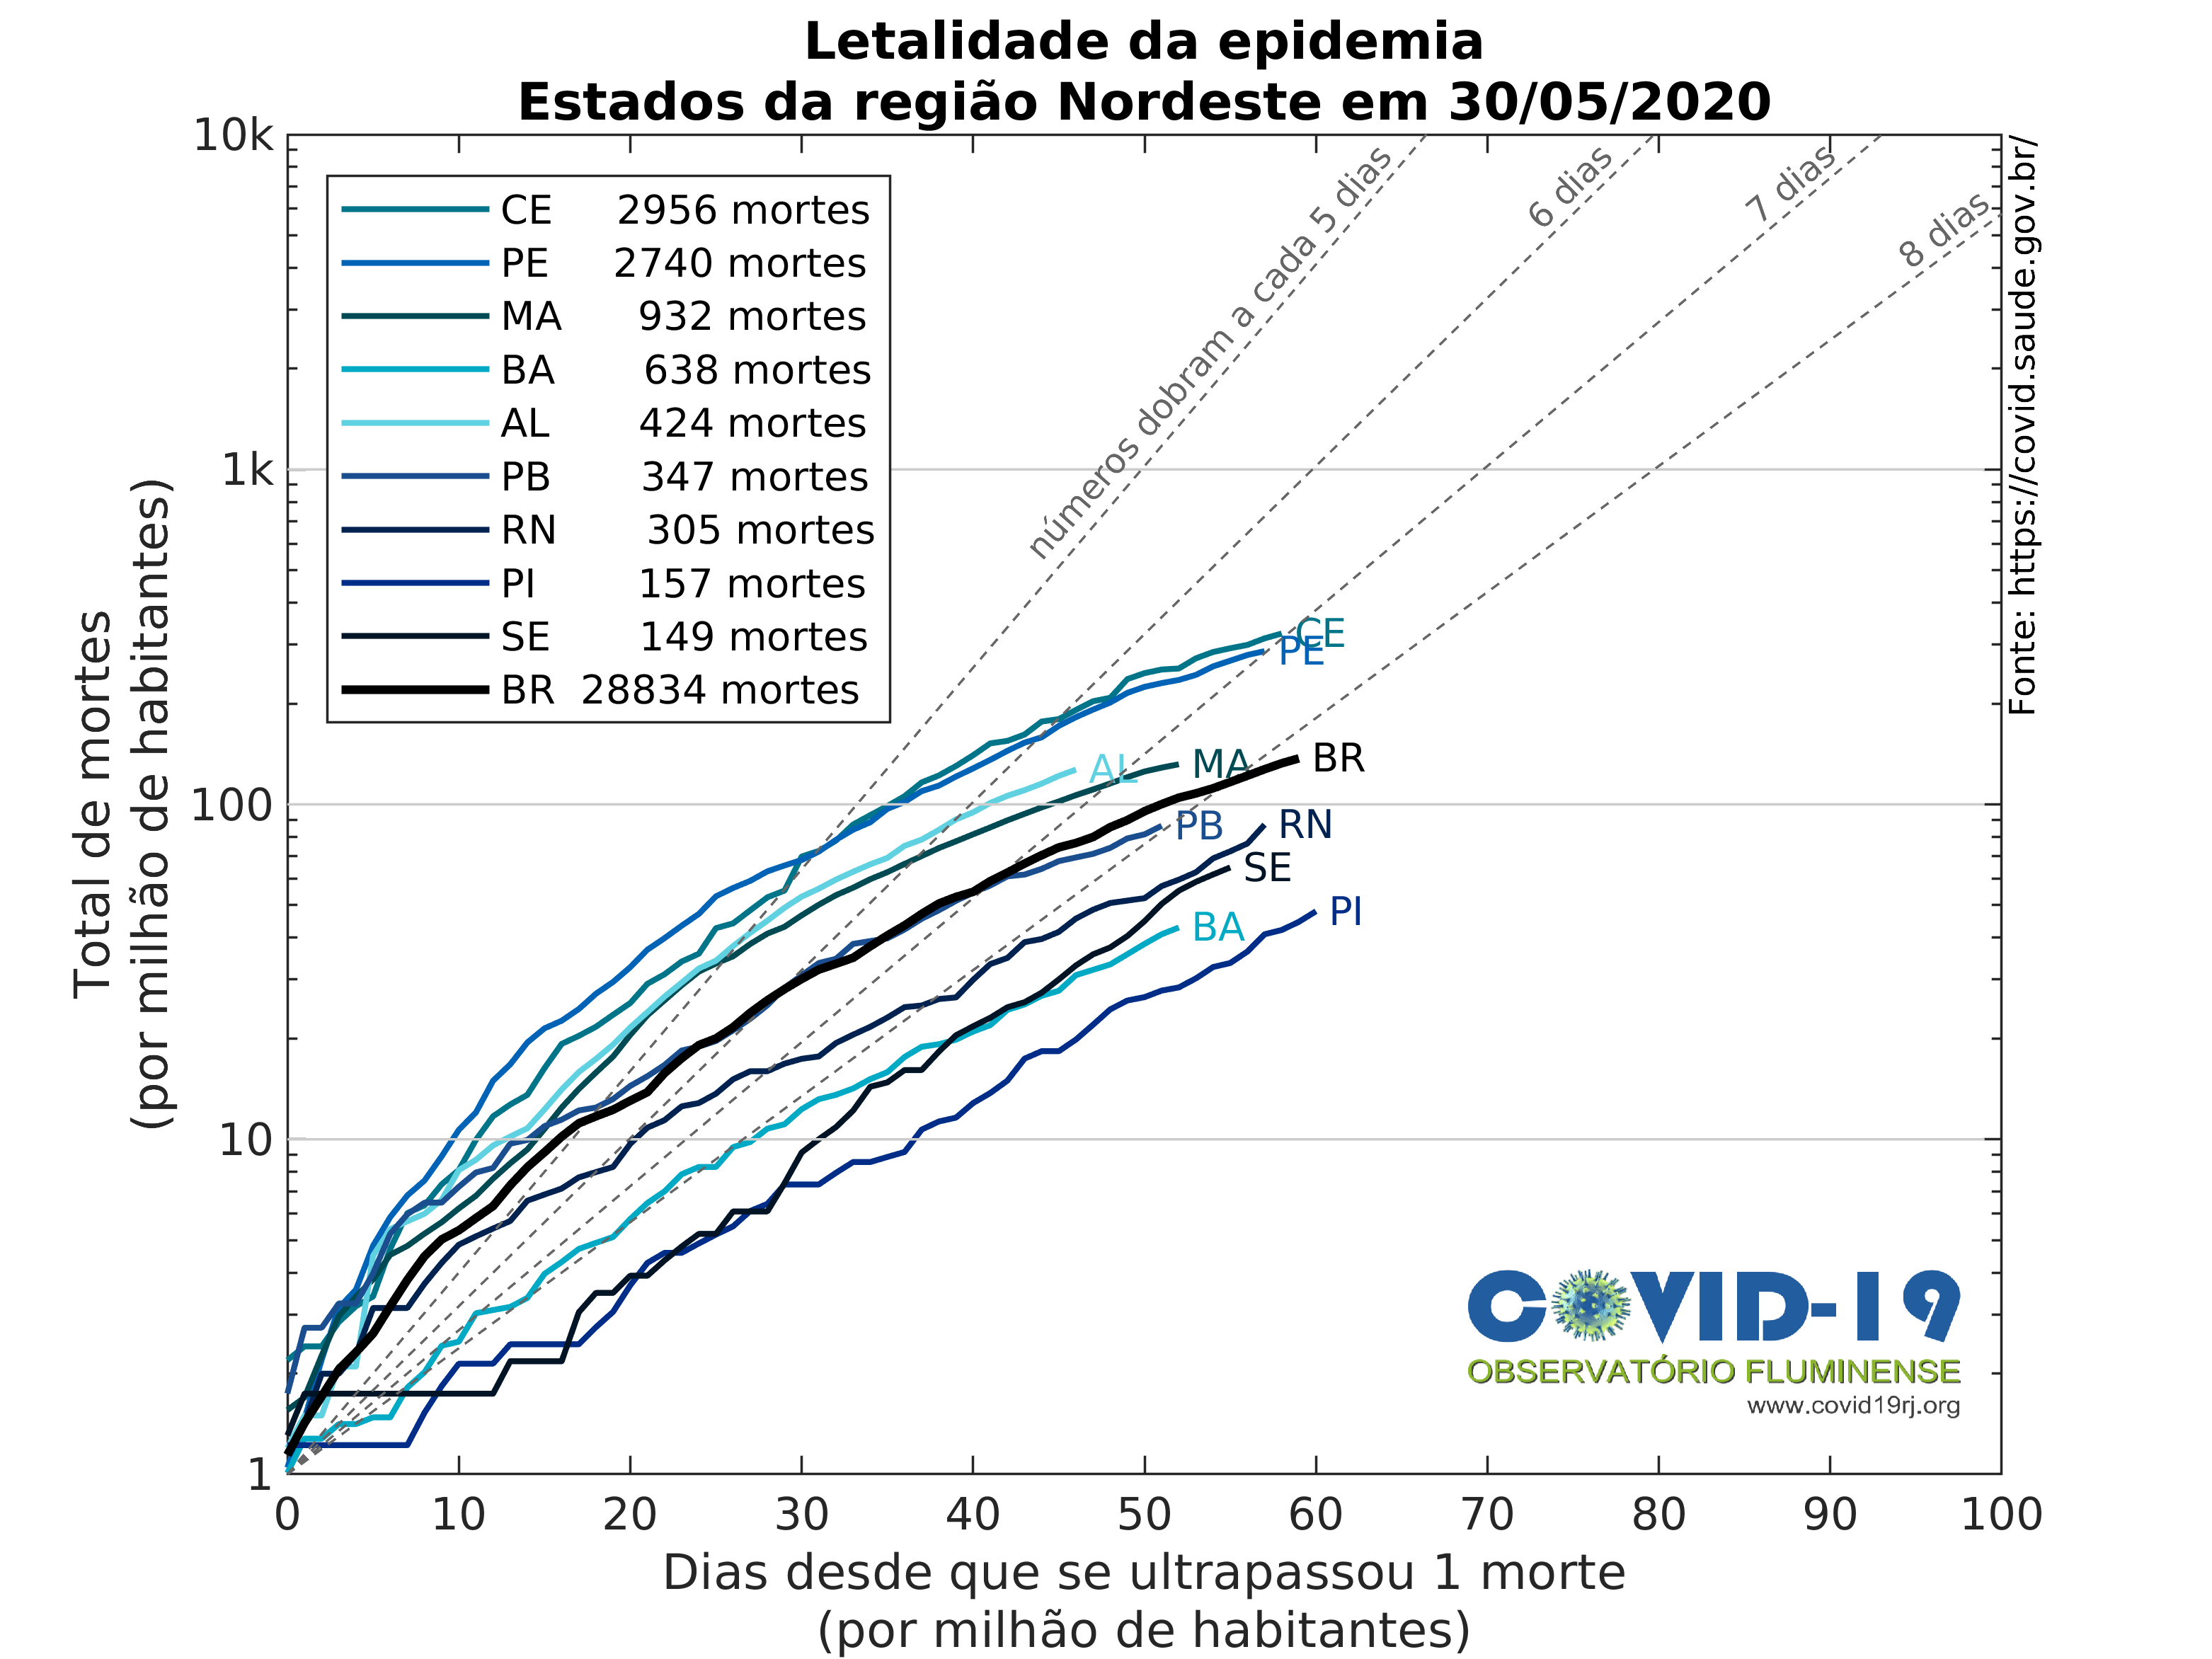 Letalidade da epidemia
Estados da região Nordeste em 30/05/2020
10k
1k
100
10
1
Total de mortes
(por milhão de habitantes)
CE 2956 mortes
PE 2740 mortes
MA 932 mortes
BA 638 mortes
AL 424 mortes
PB 347 mortes
RN 305 mortes
PI 157 mortes
SE 149 mortes
BR 28834 mortes
números dobram a cada 5 dias
6 dias
7 dias
8 dias
Fonte: https://covid.saude.gov.br/
CE
PE
AL
MA
BR
PB
RN
SE
PI
BA
COVID-19
OBSERVATÓRIO FLUMINENSE
www.covid19rj.org
0 10 20 30 40 50 60 70 80 90 100
Dias desde que se ultrapassou 1 morte
(por milhão de habitantes)